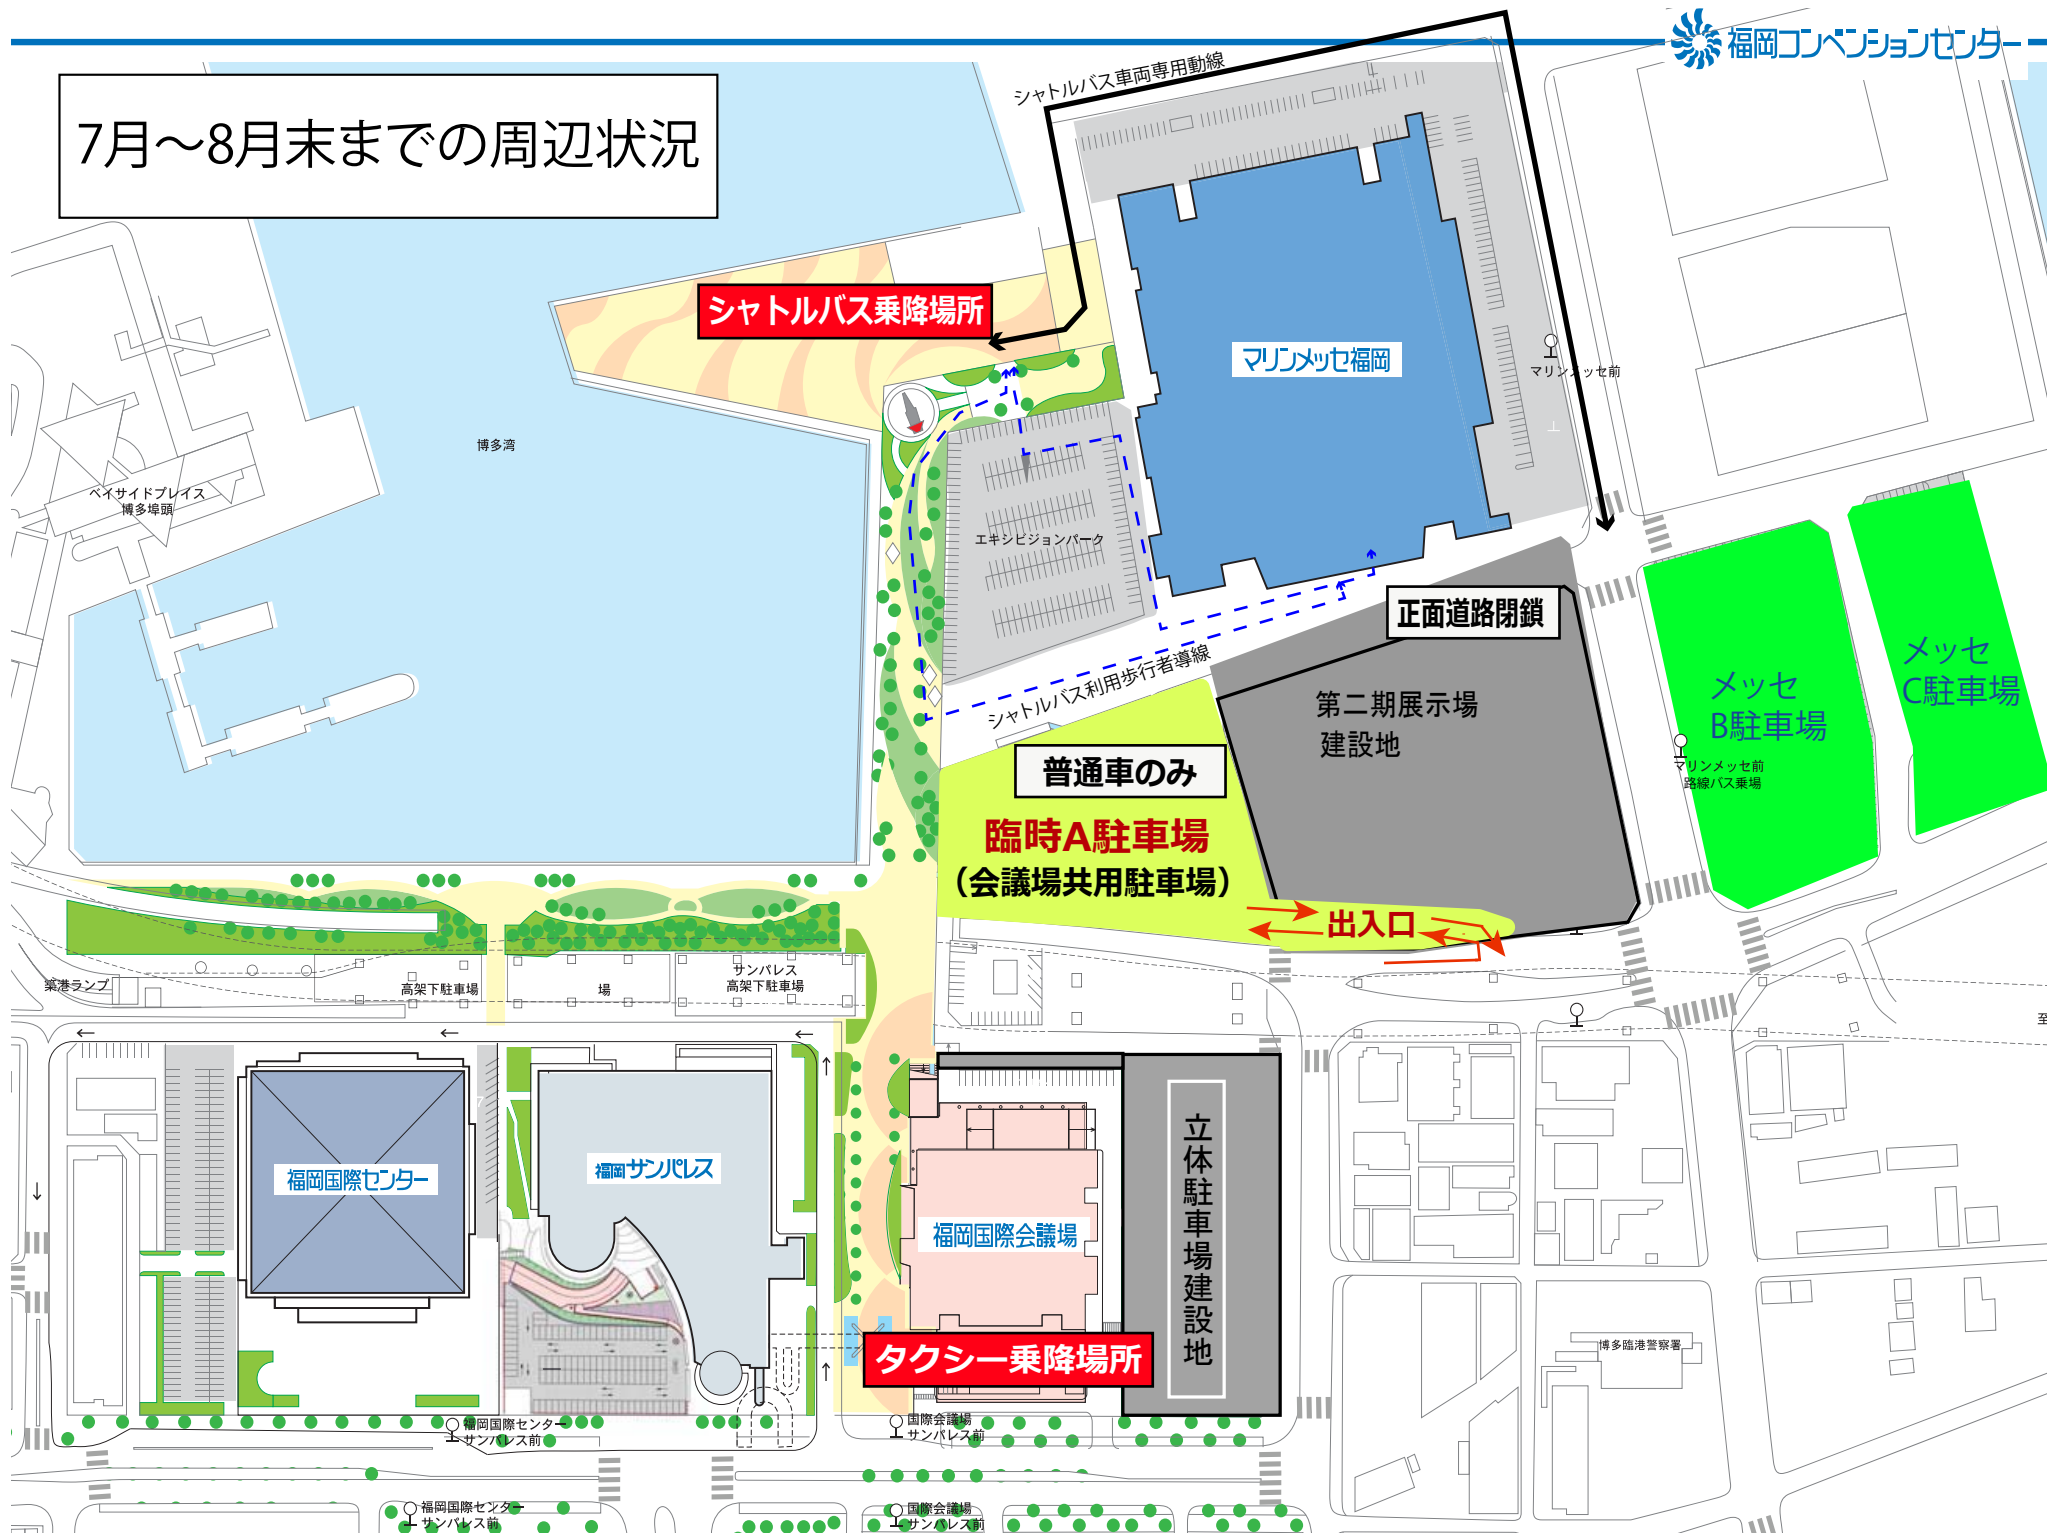 福岡コンベンションセンター
7月～8月末までの周辺状況
シャトルバス車両専用動線
シャトルバス乗降場所
マリンメッセ福岡
マリンメッセ前
博多湾
ベイサイドプレイス
博多埠頭
エキシビジョンパーク
正面道路閉鎖
シャトルバス利用歩行者導線
第二期展示場
建設地
メッセ
B駐車場
メッセ
C駐車場
マリンメッセ前
路線バス乗場
普通車のみ
臨時A駐車場
（会議場共用駐車場）
出入口
築港ランプ
高架下駐車場
場
サンパレス
高架下駐車場
至
福岡国際センター
福岡サンパレス
福岡国際会議場
立体駐車場建設地
タクシー乗降場所
博多臨港警察署
福岡国際センター
サンパレス前
国際会議場
サンパレス前
福岡国際センター
サンパレス前
国際会議場
サンパレス前